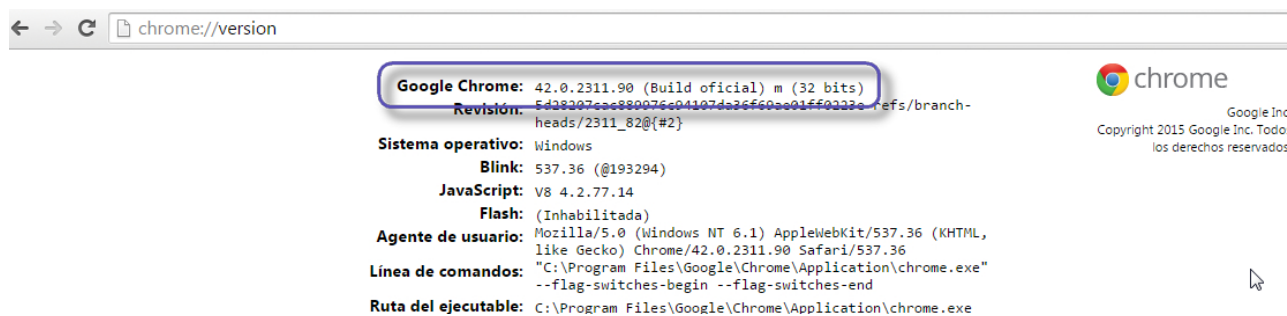 chrome://version
Google Chrome: 42.0.2311.90 (Build oficial) m (32 bits)
chrome
Revisión: refs/branch-
heads/2311_82@{#2}
Google Inc
Copyright 2015 Google Inc. Todo
los derechos reservados
Sistema operativo: Windows
Blink: 537.36 (@193294)
JavaScript: V8 4.2.77.14
Flash: (Inhabilitada)
Agente de usuario: Mozilla/5.0 (Windows NT 6.1) AppleWebKit/537.36 (KHTML,
like Gecko) Chrome/42.0.2311.90 Safari/537.36
Línea de comandos: "C:\Program Files\Google\Chrome\Application\chrome.exe"
--flag-switches-begin --flag-switches-end
Ruta del ejecutable: C:\Program Files\Google\Chrome\Application\chrome.exe